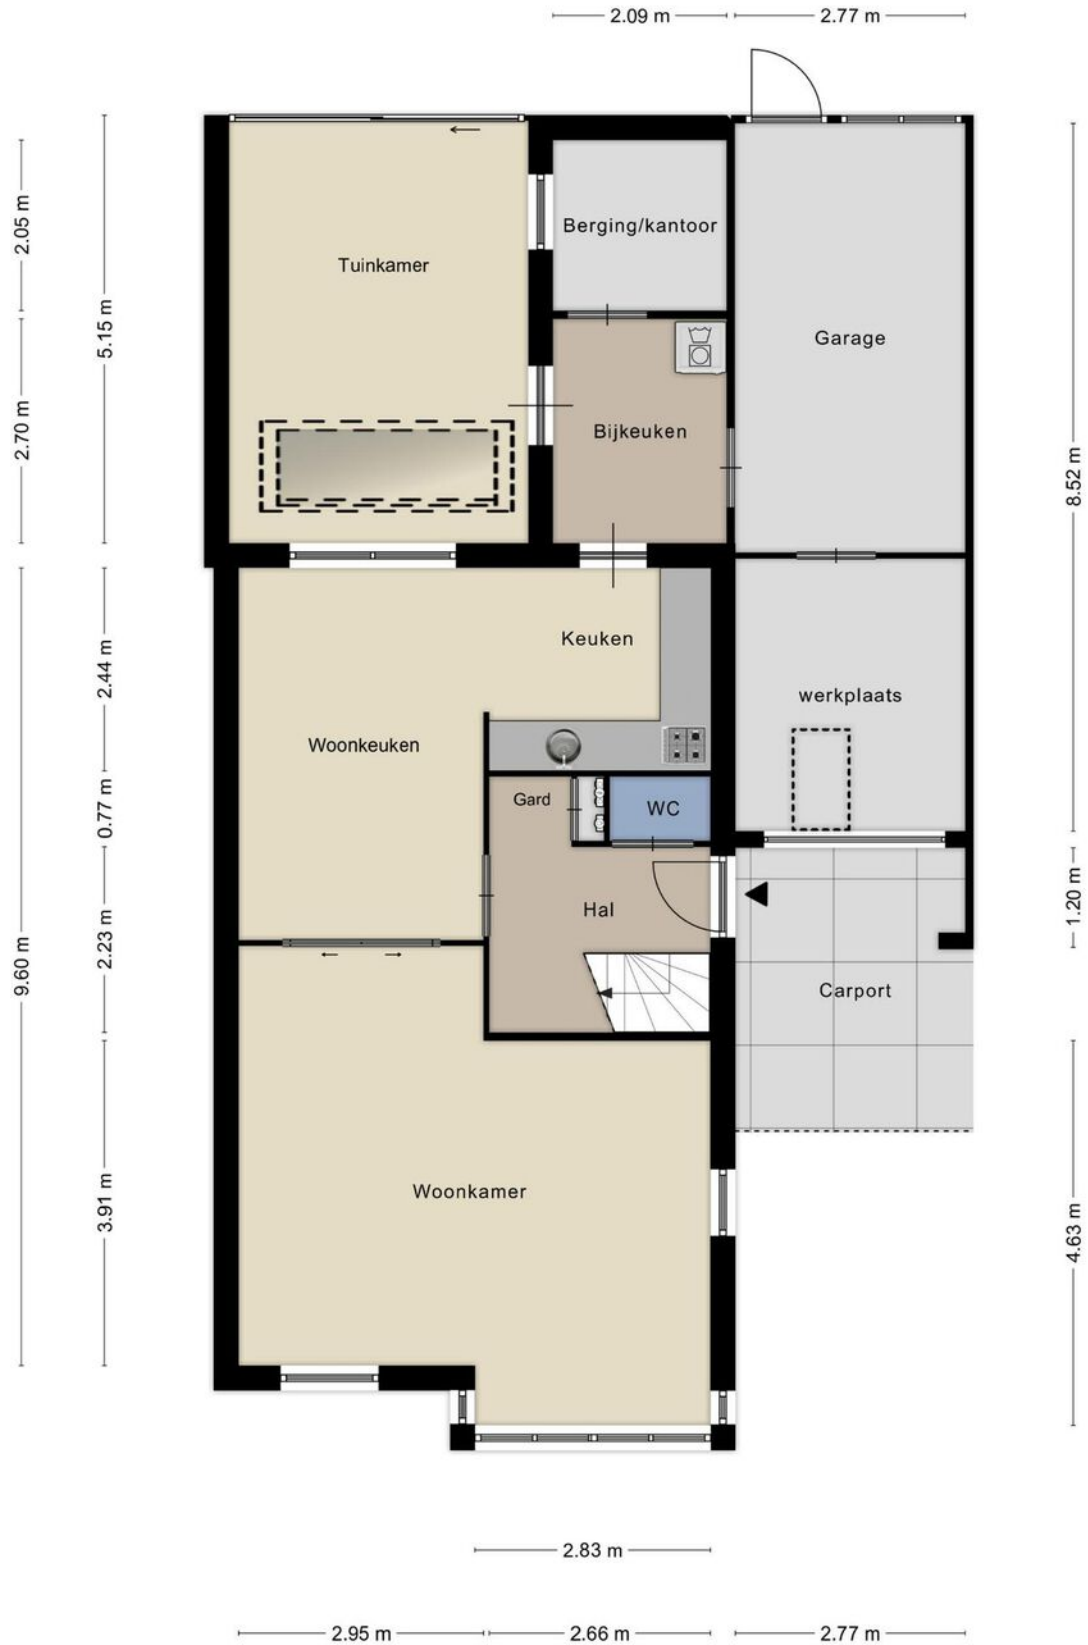 2.09 m
2.77 m
2.05 m
5.15 m
2.70 m
8.52 m
Berging/kantoor
Tuinkamer
Garage
Bijkeuken
Keuken
2.44 m
werkplaats
Woonkeuken
0.77 m
Gard
WC
1.20 m
Hal
2.23 m
9.60 m
Carport
Woonkamer
3.91 m
4.63 m
2.83 m
2.95 m
2.66 m
2.77 m